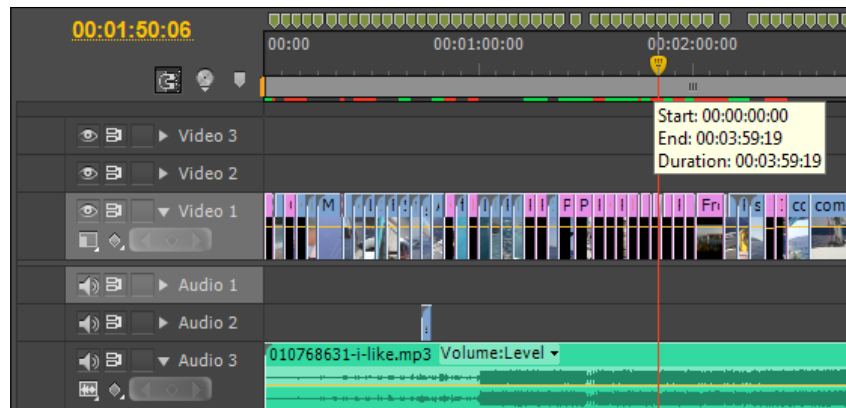 00:01:50:06
00:00 00:01:00:00 00:02:00:00
Start: 00:00:00:00
End: 00:03:59:19
Duration: 00:03:59:19
Video 3
Video 2
Video 1
M P P Fr s cc com
Audio 1
Audio 2
Audio 3
010768631-i-like.mp3 Volume:Level